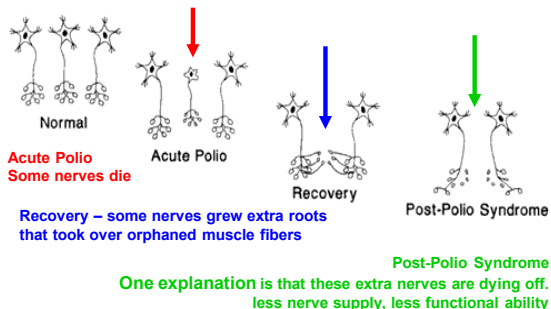 Normal
Acute Polio
Recovery
Post-Polio Syndrome
Acute Polio
Some nerves die
Recovery – some nerves grew extra roots
that took over orphaned muscle fibers
Post-Polio Syndrome
One explanation is that these extra nerves are dying off,
less nerve supply, less functional ability